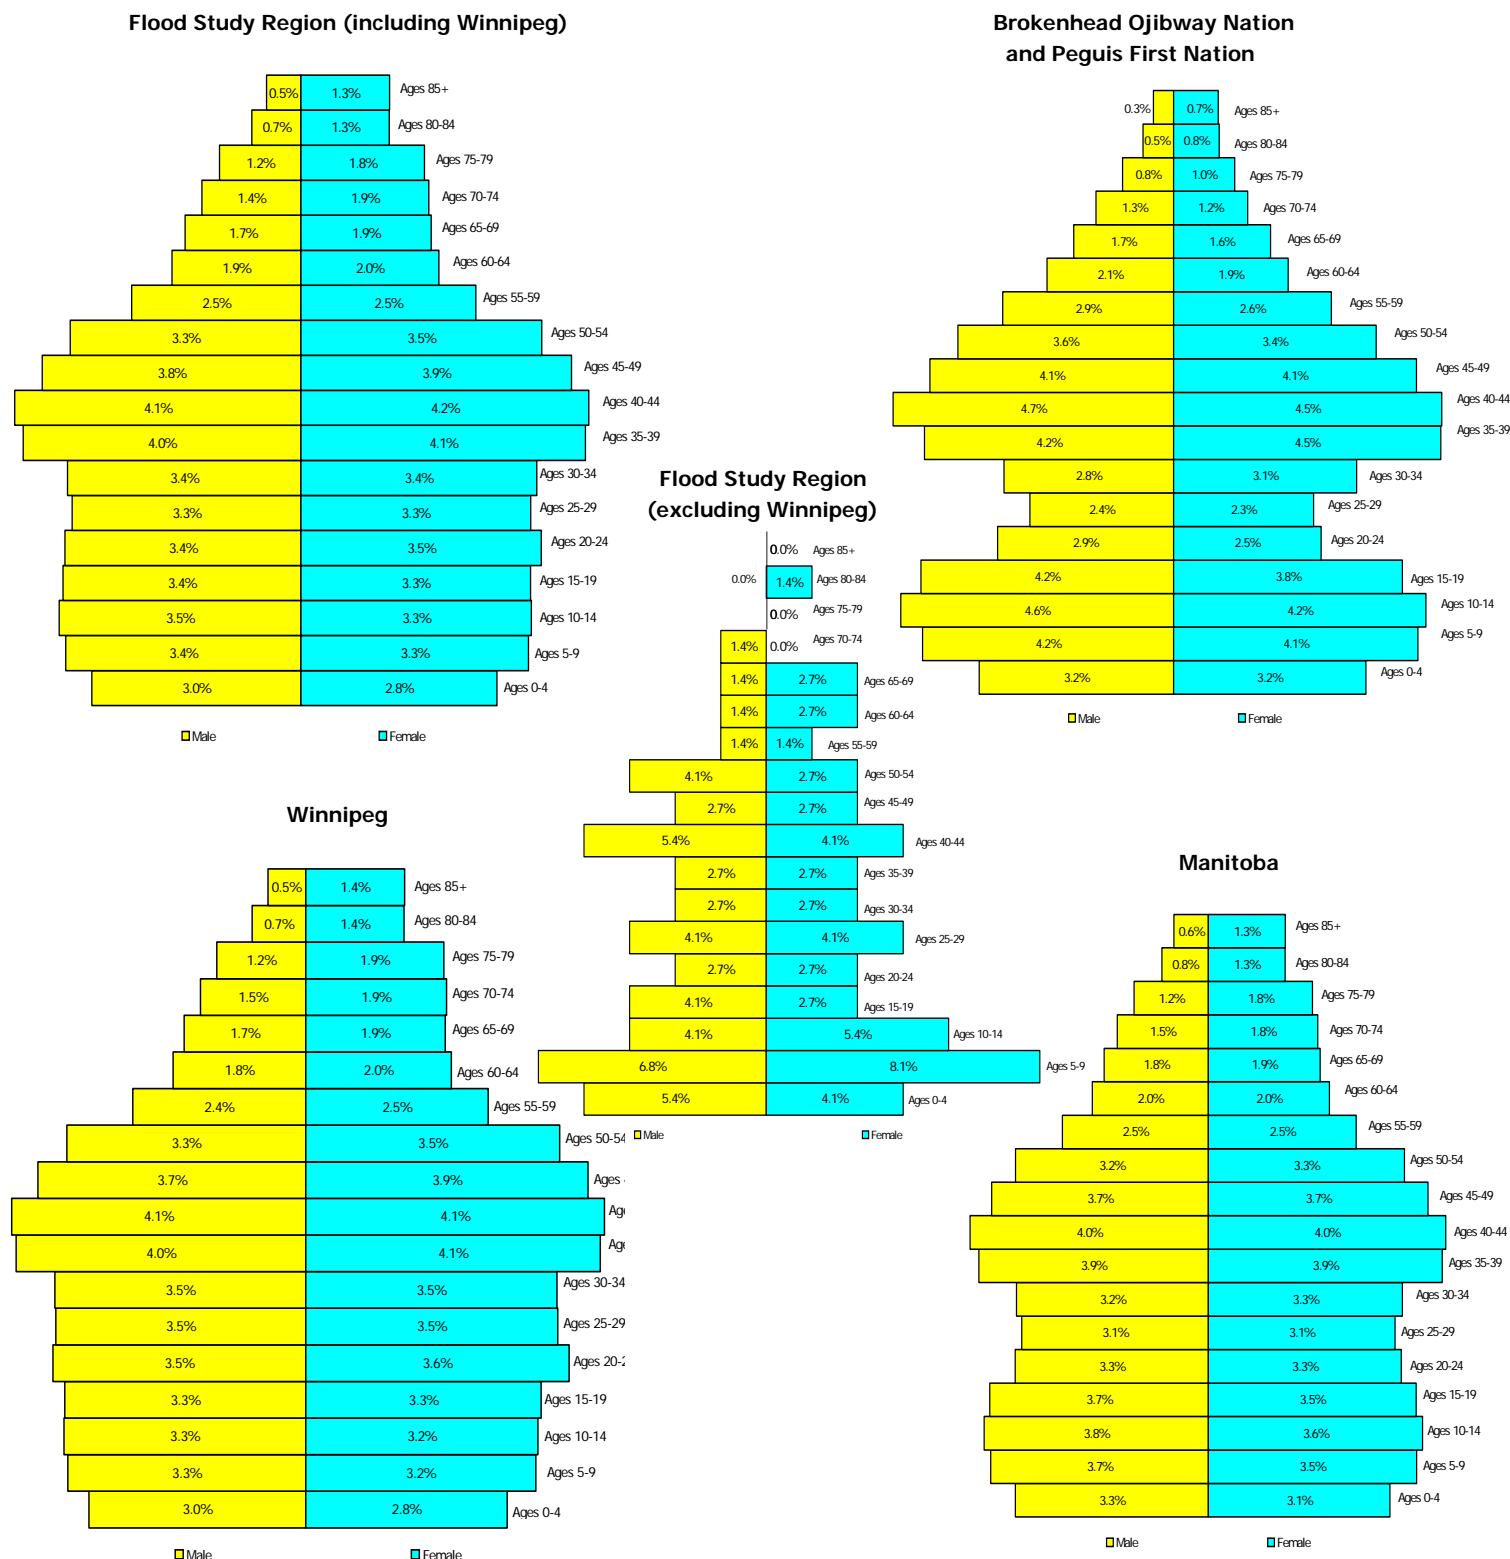 Flood Study Region (including Winnipeg)
0.5% 1.3% Ages 85+
0.7% 1.3% Ages 80-84
1.2% 1.8% Ages 75-79
1.4% 1.9% Ages 70-74
1.7% 1.9% Ages 65-69
1.9% 2.0% Ages 60-64
2.5% 2.5% Ages 55-59
3.3% 3.5% Ages 50-54
3.8% 3.9% Ages 45-49
4.1% 4.2% Ages 40-44
4.0% 4.1% Ages 35-39
3.4% 3.4% Ages 30-34
3.3% 3.3% Ages 25-29
3.4% 3.5% Ages 20-24
3.4% 3.3% Ages 15-19
3.5% 3.3% Ages 10-14
3.4% 3.3% Ages 5-9
3.0% 2.8% Ages 0-4
Male Female
Brokenhead Ojibway Nation
and Peguis First Nation
0.3% 0.7% Ages 85+
0.5% 0.8% Ages 80-84
0.8% 1.0% Ages 75-79
1.3% 1.2% Ages 70-74
1.7% 1.6% Ages 65-69
2.1% 1.9% Ages 60-64
2.9% 2.6% Ages 55-59
3.6% 3.4% Ages 50-54
4.1% 4.1% Ages 45-49
4.7% 4.5% Ages 40-44
4.2% 4.5% Ages 35-39
2.8% 3.1% Ages 30-34
2.4% 2.3% Ages 25-29
2.9% 2.5% Ages 20-24
4.2% 3.8% Ages 15-19
4.6% 4.2% Ages 10-14
4.2% 4.1% Ages 5-9
3.2% 3.2% Ages 0-4
Male Female
Flood Study Region
(excluding Winnipeg)
0.0% Ages 85+
0.0% 1.4% Ages 80-84
0.0% Ages 75-79
1.4% 0.0% Ages 70-74
1.4% 2.7% Ages 65-69
1.4% 2.7% Ages 60-64
1.4% 1.4% Ages 55-59
4.1% 2.7% Ages 50-54
2.7% 2.7% Ages 45-49
5.4% 4.1% Ages 40-44
2.7% 2.7% Ages 35-39
2.7% 2.7% Ages 30-34
4.1% 4.1% Ages 25-29
2.7% 2.7% Ages 20-24
4.1% 2.7% Ages 15-19
4.1% 5.4% Ages 10-14
6.8% 8.1% Ages 5-9
5.4% 4.1% Ages 0-4
Male Female
Winnipeg
0.5% 1.4% Ages 85+
0.7% 1.4% Ages 80-84
1.2% 1.9% Ages 75-79
1.5% 1.9% Ages 70-74
1.7% 1.9% Ages 65-69
1.8% 2.0% Ages 60-64
2.4% 2.5% Ages 55-59
3.3% 3.5% Ages 50-54
3.7% 3.9% Ages
4.1% 4.1%
4.0% 4.1%
3.5% 3.5% Ages 30-34
3.5% 3.5% Ages 25-29
3.5% 3.6% Ages 20-2
3.3% 3.3% Ages 15-19
3.3% 3.2% Ages 10-14
3.3% 3.2% Ages 5-9
3.0% 2.8% Ages 0-4
Male Female
Manitoba
0.6% 1.3% Ages 85+
0.8% 1.3% Ages 80-84
1.2% 1.8% Ages 75-79
1.5% 1.8% Ages 70-74
1.8% 1.9% Ages 65-69
2.0% 2.0% Ages 60-64
2.5% 2.5% Ages 55-59
3.2% 3.3% Ages 50-54
3.7% 3.7% Ages 45-49
4.0% 4.0% Ages 40-44
3.9% 3.9% Ages 35-39
3.2% 3.3% Ages 30-34
3.1% 3.1% Ages 25-29
3.3% 3.3% Ages 20-24
3.7% 3.5% Ages 15-19
3.8% 3.6% Ages 10-14
3.7% 3.5% Ages 5-9
3.3% 3.1% Ages 0-4
Male Female